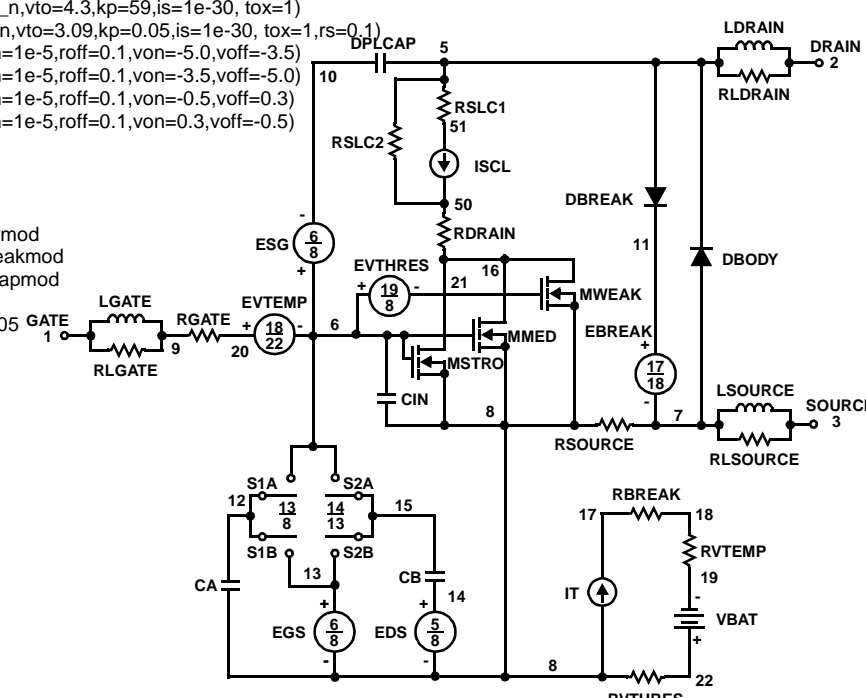 _n,vto=4.3,kp=59,is=1e-30, tox=1)
n,vto=3.09,kp=0.05,is=1e-30, tox=1,rs=0.1)
n=1e-5,roff=0.1,von=-5.0,voff=-3.5)
n=1e-5,roff=0.1,von=-3.5,voff=-5.0)
n=1e-5,roff=0.1,von=-0.5,voff=0.3)
n=1e-5,roff=0.1,von=0.3,voff=-0.5)
mod
eakmod
apmod
05
LDRAIN
DPLCAP
5
DRAIN
2
10
RLDRAIN
RSLC1
51
RSLC2
ISCL
50
DBREAK
RDRAIN
ESG
6
8
-
+
11
DBODY
EVTHRES
16
21
+
19
8
-
MWEAK
LGATE
EVTEMP
GATE
1
RGATE
+
18
22
-
6
MMED
EBREAK
+
9
20
RLGATE
MSTRO
17
18
-
LSOURCE
CIN
8
7
SOURCE
3
RSOURCE
RLSOURCE
S1A
S2A
12
13
8
14
13
15
RBREAK
17
18
S1B
S2B
RVTEMP
13
CB
19
CA
14
IT
-
VBAT
+
+
EGS
6
8
-
+
EDS
5
8
-
8
22
RVTHRES